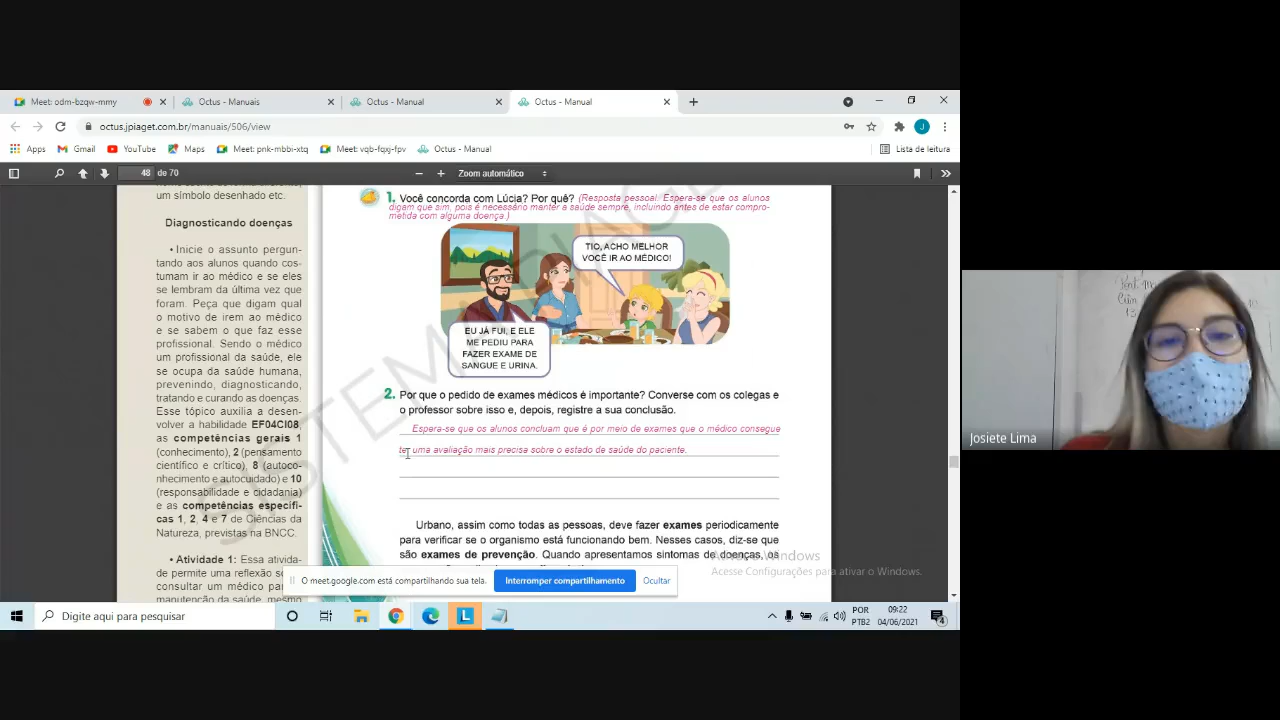 Meet: odm-bzqw-mmy
Octus - Manuais
Octus - Manual
Octus - Manual
octus.jpiaget.com.br/manuais/506/view
Apps
Gmail
YouTube
Maps
Meet: pnk-mbbi-xtq
Meet: vqb-fqxj-fpv
Octus - Manual
Lista de leitura
48 de 70
Zoom automático
um símbolo desenhado etc.
Diagnosticando doenças
• Inicie o assunto pergun-
tando aos alunos quando cos-
tumam ir ao médico e se eles
se lembram da última vez que
foram. Peça que digam qual
o motivo de irem ao médico
e se sabem o que faz esse
profissional. Sendo o médico
um profissional da saúde, ele
se ocupa da saúde humana,
prevenindo, diagnosticando,
tratando e curando as doenças.
Esse tópico auxilia a desen-
volver a habilidade EF04CI08,
as competências gerais 1
(conhecimento), 2 (pensamento
científico e crítico), 8 (autoco-
nhecimento e autocuidado) e 10
(responsabilidade e cidadania)
e as competências específi-
cas 1, 2, 4 e 7 de Ciências da
Natureza, previstas na BNCC.
• Atividade 1: Essa ativida-
de permite uma reflexão
consultar um médico
manutenção da saúde, mesmo
1. Você concorda com Lúcia? Por quê? (Resposta pessoal. Espera-se que os alunos
digam que sim, pois é necessário manter a saúde sempre, incluindo antes de estar compro-
metida com alguma doença.)
TIO, ACHO MELHOR
VOCÊ IR AO MÉDICO!
EU JÁ FUI, E ELE
ME PEDIU PARA
FAZER EXAME DE
SANGUE E URINA.
2. Por que o pedido de exames médicos é importante? Converse com os colegas e
o professor sobre isso e, depois, registre a sua conclusão.
Espera-se que os alunos concluam que é por meio de exames que o médico consegue
ter uma avaliação mais precisa sobre o estado de saúde do paciente.
Urbano, assim como todas as pessoas, deve fazer exames periodicamente
para verificar se o organismo está funcionando bem. Nesses casos, diz-se que
são exames de prevenção. Quando apresentamos sintomas de doenças, os
SISTEMA PIAGET
Windows
Acesse Configurações para ativar o Windows.
O meet.google.com está compartilhando sua tela.
Interromper compartilhamento
Ocultar
Digite aqui para pesquisar
L
POR
PTB2
09:22
04/06/2021
4
J
Josiete Lima